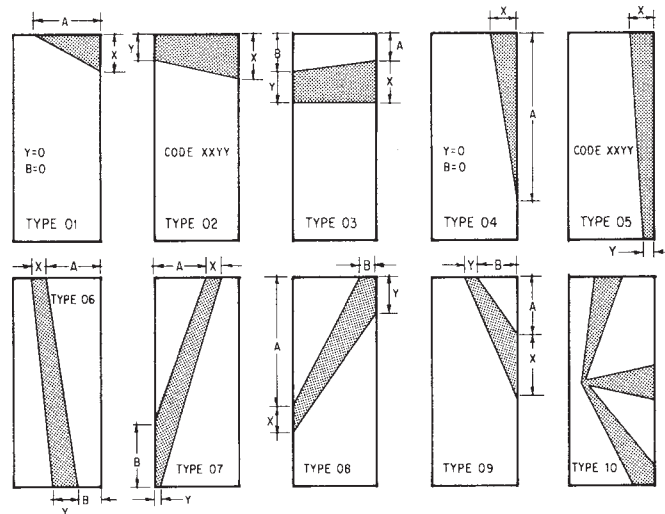 A
X
Y=0
B=0
TYPE 01
Y
X
CODE XXYY
TYPE 02
B
Y
A
X
TYPE 03
X
A
Y=0
B=0
TYPE 04
X
CODE XXYY
TYPE 05
Y
X A
TYPE 06
Y B
A X
B
TYPE 07
Y
B
Y
A
X
TYPE 08
Y B
A
X
TYPE 09
TYPE 10